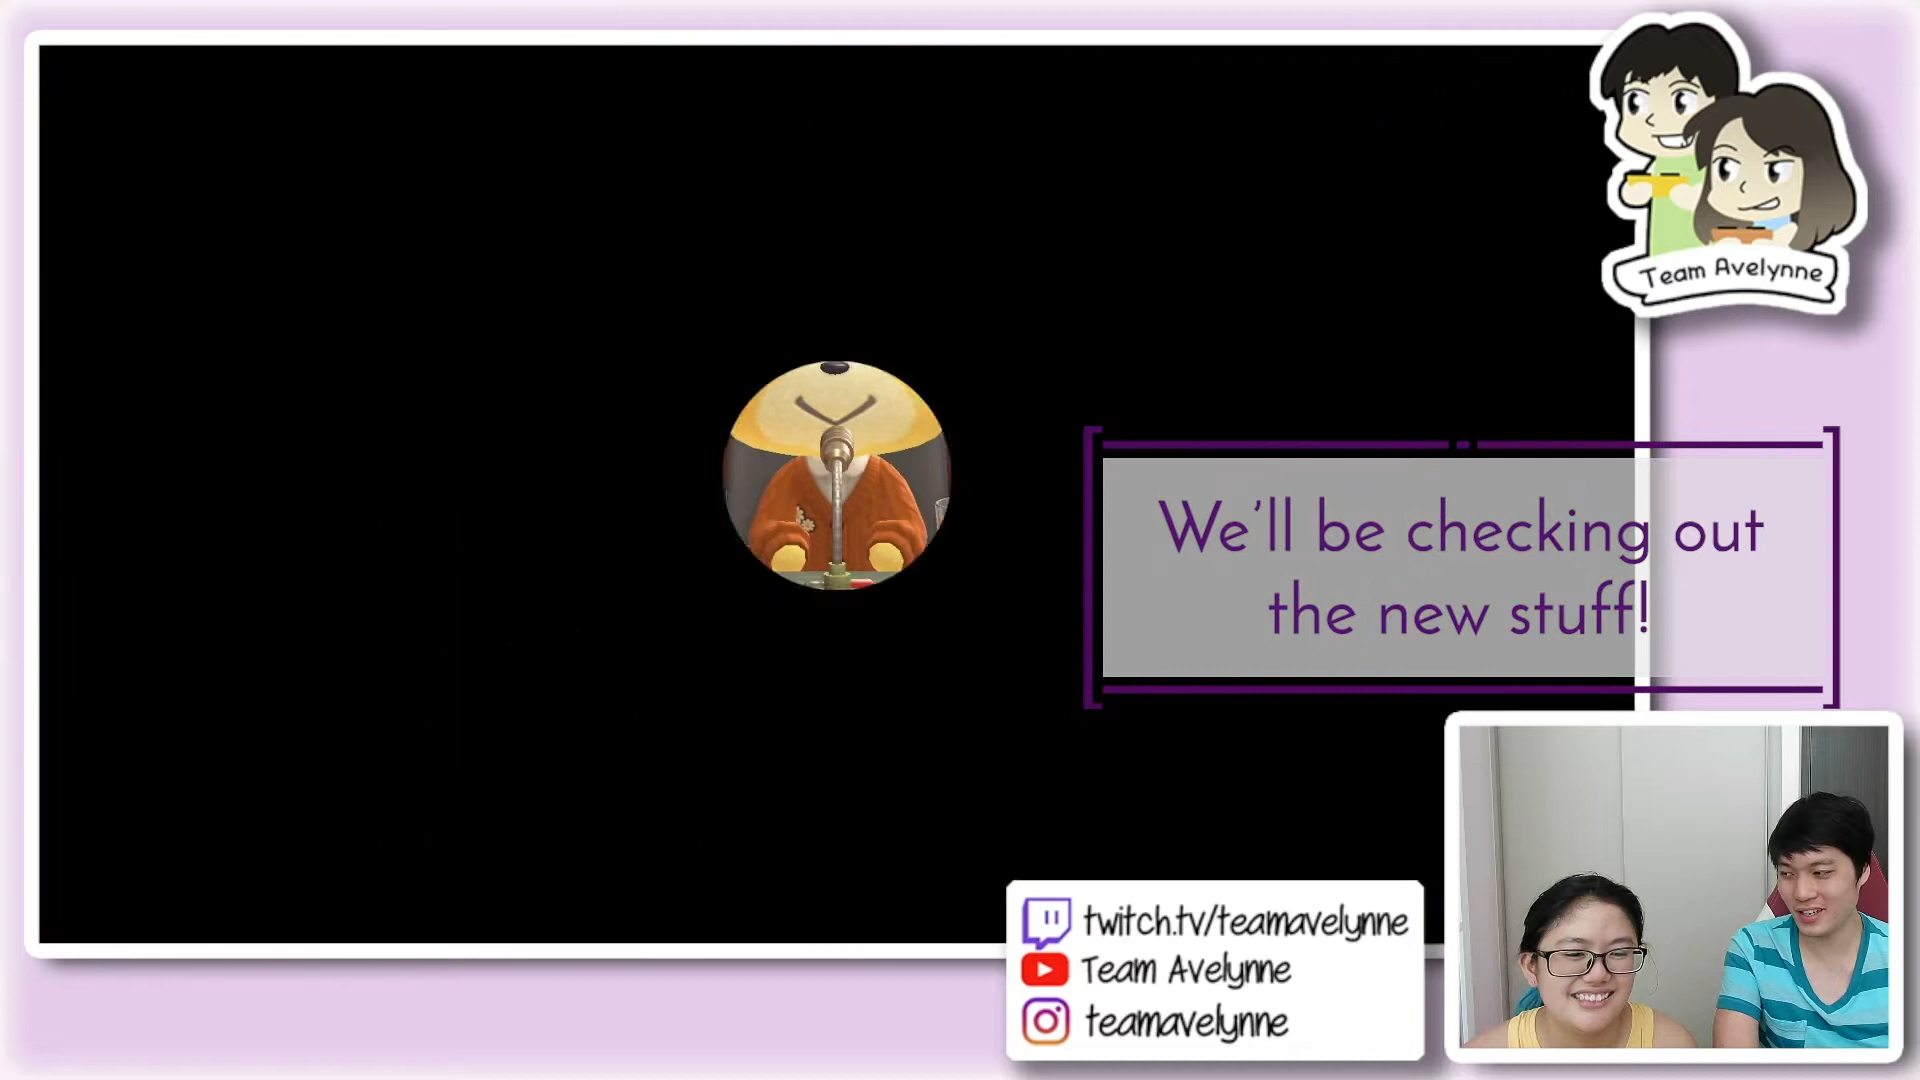 Team Avelynne
We'll be checking out
the new stuff!
twitch.tv/teamavelynne
Team Avelynne
teamavelynne